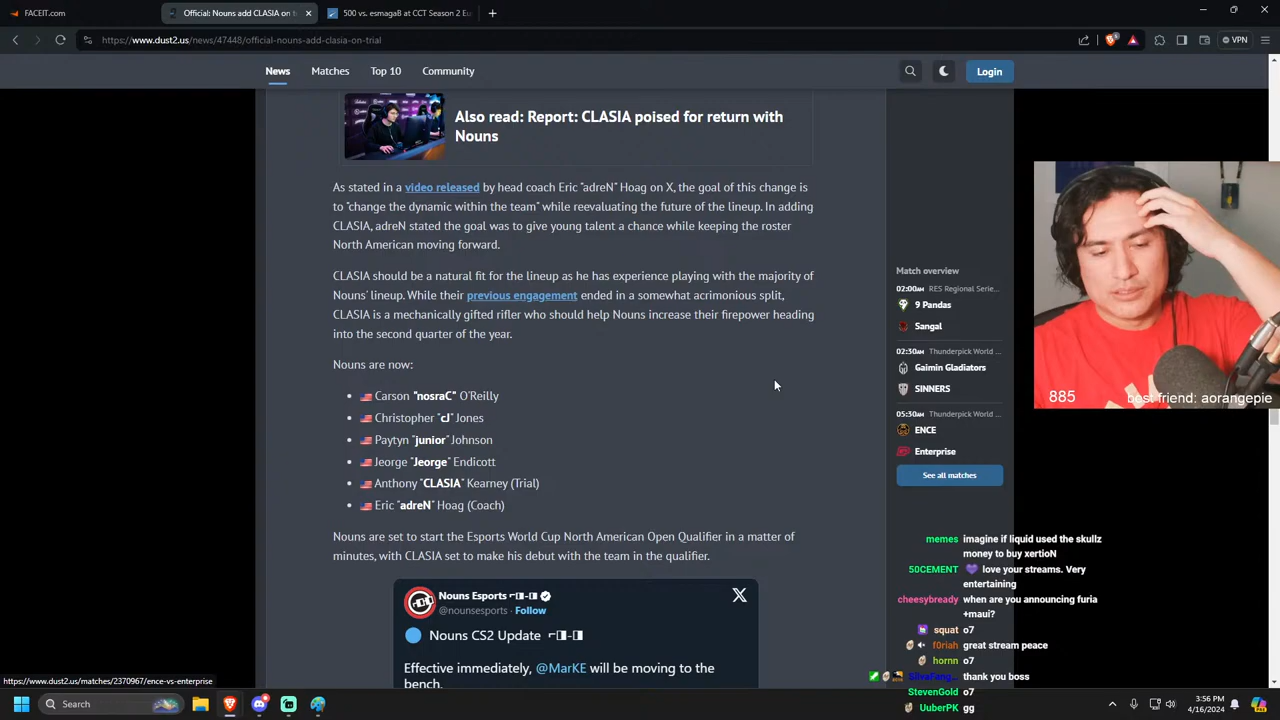 FACEIT.com
Official: Nouns add CLASIA on t
500 vs. esmagaB at CCT Season 2 Eu
https://www.dust2.us/news/47448/official-nouns-add-clasia-on-trial
VPN
News
Matches
Top 10
Community
Login
Also read: Report: CLASIA poised for return with
Nouns
As stated in a video released by head coach Eric "adreN" Hoag on X, the goal of this change is
to "change the dynamic within the team" while reevaluating the future of the lineup. In adding
CLASIA, adreN stated the goal was to give young talent a chance while keeping the roster
North American moving forward.
CLASIA should be a natural fit for the lineup as he has experience playing with the majority of
Nouns' lineup. While their previous engagement ended in a somewhat acrimonious split,
CLASIA is a mechanically gifted rifler who should help Nouns increase their firepower heading
into the second quarter of the year.
Nouns are now:
Carson "nosraC" O'Reilly
Christopher "cJ" Jones
Paytyn "junior" Johnson
Jeorge "Jeorge" Endicott
Anthony "CLASIA" Kearney (Trial)
Eric "adreN" Hoag (Coach)
Nouns are set to start the Esports World Cup North American Open Qualifier in a matter of
minutes, with CLASIA set to make his debut with the team in the qualifier.
Nouns Esports
@nounsesports · Follow
Nouns CS2 Update
Effective immediately, @MarKE will be moving to the
bench.
Match overview
02:00AM RES Regional Serie...
9 Pandas
Sangal
02:30AM Thunderpick World ...
Gaimin Gladiators
SINNERS
05:30AM Thunderpick World ...
ENCE
Enterprise
See all matches
885
best friend: aorangepie
memes imagine if liquid used the skullz
money to buy xertioN
50CEMENT love your streams. Very
entertaining
cheesybready when are you announcing furia
+maui?
squat o7
f0riah great stream peace
hornn o7
SilvaFang thank you boss
StevenGold o7
UuberPK gg
https://www.dust2.us/matches/2370967/ence-vs-enterprise
Search
3:56 PM
4/16/2024